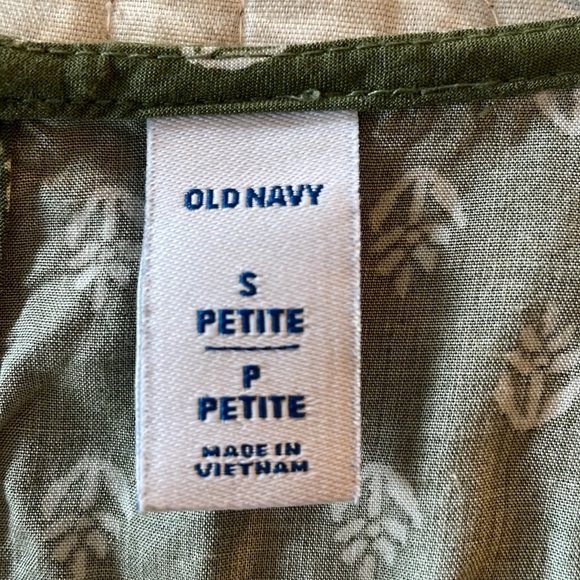 OLD NAVY
S
PETITE
P
PETITE
MADE IN
VIETNAM